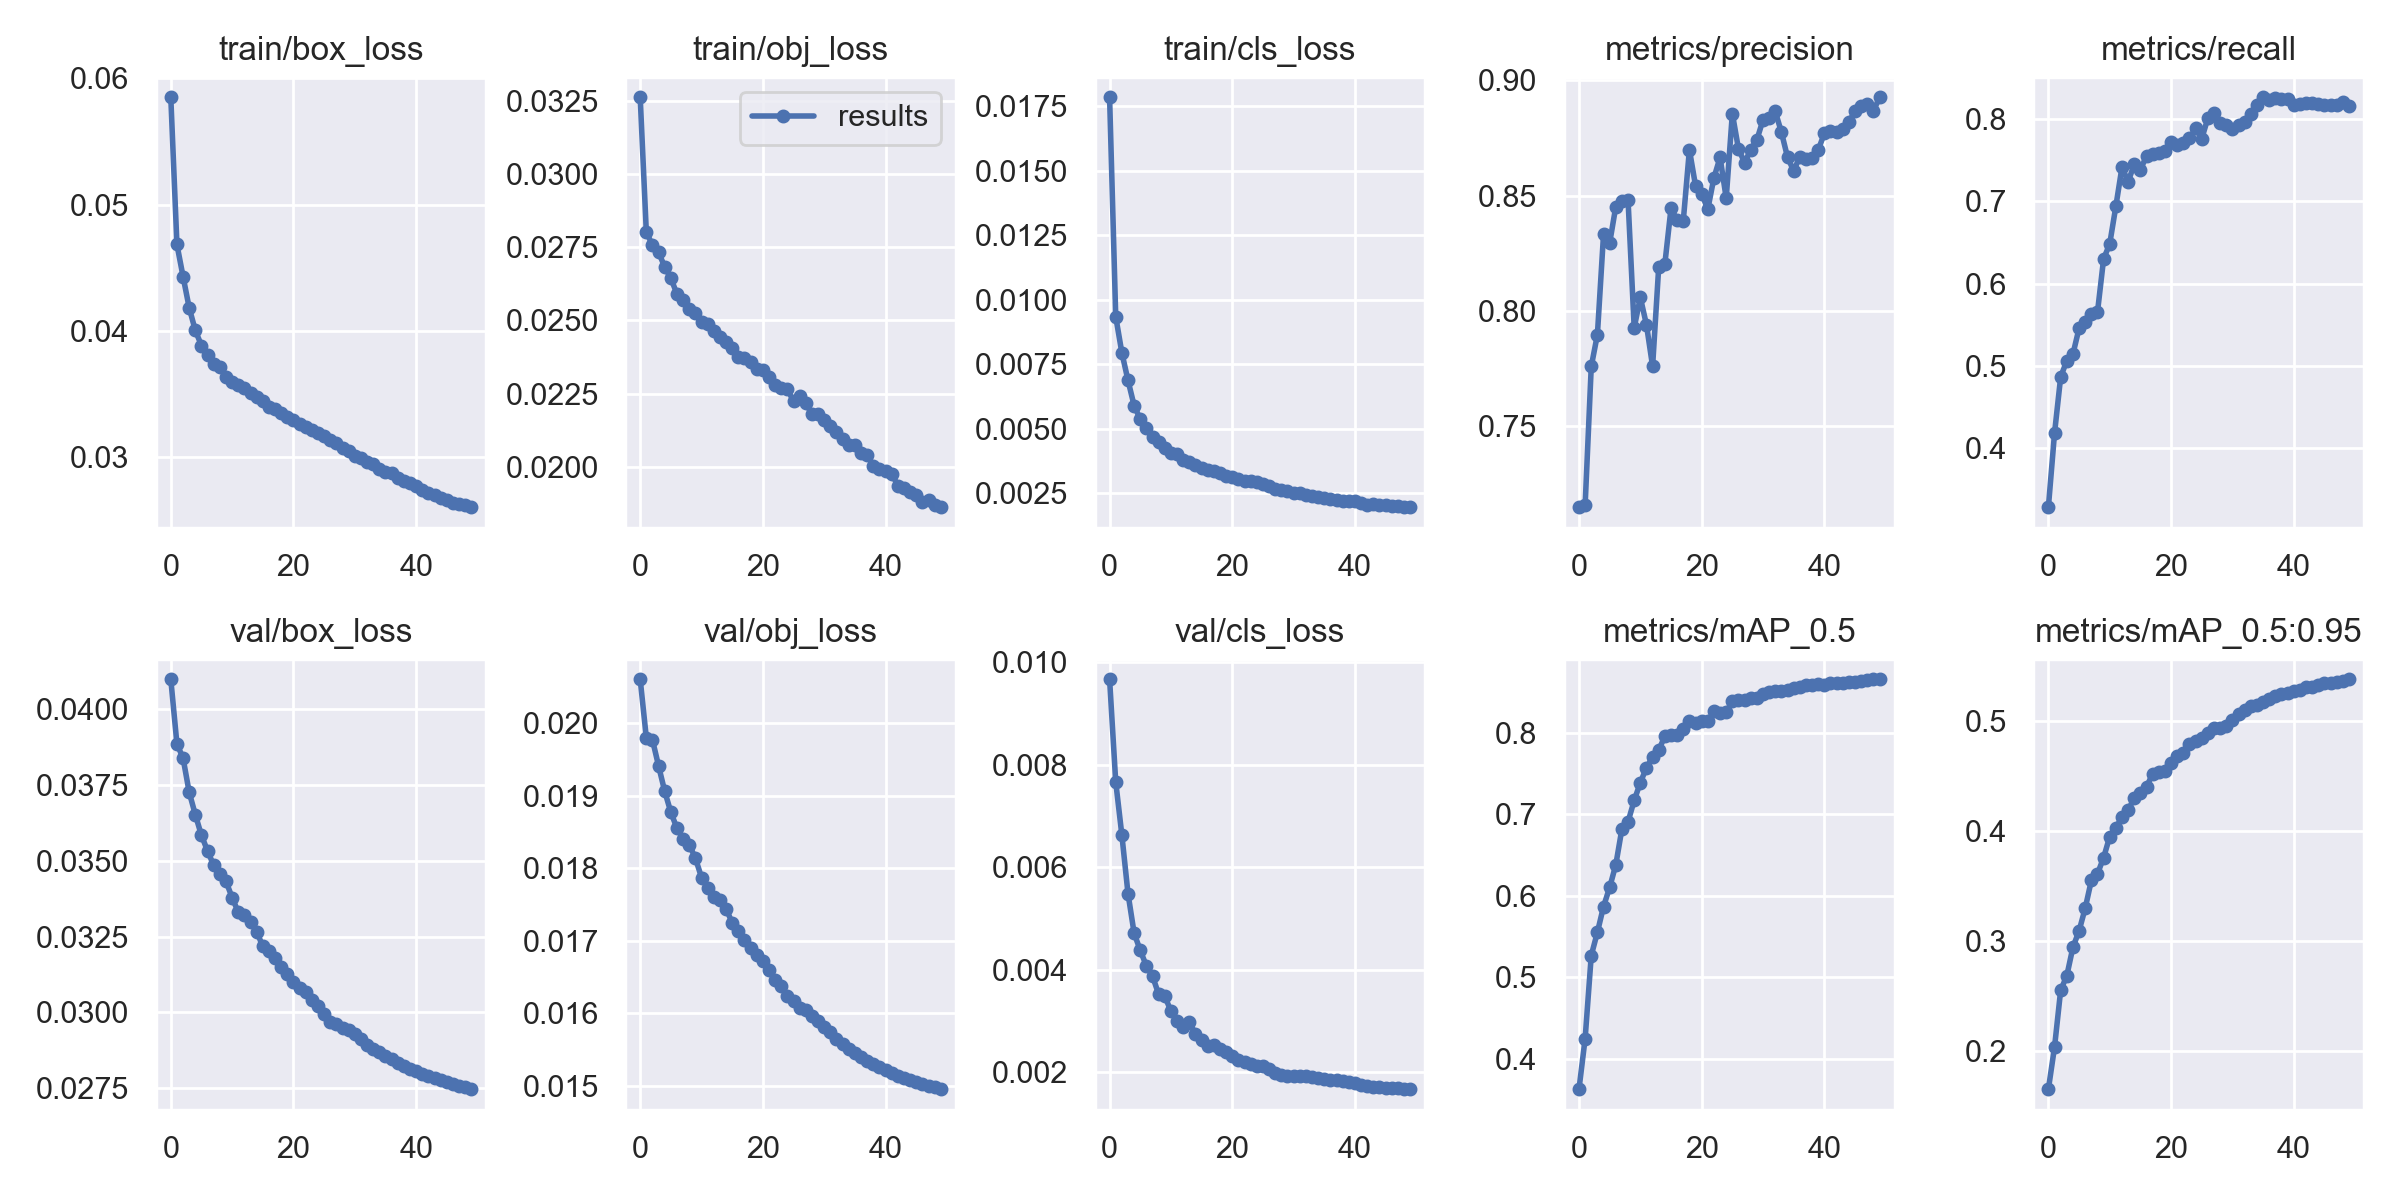 train/box_loss
0.06
0.05
0.04
0.03
0 20 40
train/obj_loss
results
0.0325
0.0300
0.0275
0.0250
0.0225
0.0200
0 20 40
train/cls_loss
0.0175
0.0150
0.0125
0.0100
0.0075
0.0050
0.0025
0 20 40
metrics/precision
0.90
0.85
0.80
0.75
0 20 40
metrics/recall
0.8
0.7
0.6
0.5
0.4
0 20 40
val/box_loss
0.0400
0.0375
0.0350
0.0325
0.0300
0.0275
0 20 40
val/obj_loss
0.020
0.019
0.018
0.017
0.016
0.015
0 20 40
val/cls_loss
0.010
0.008
0.006
0.004
0.002
0 20 40
metrics/mAP_0.5
0.8
0.7
0.6
0.5
0.4
0 20 40
metrics/mAP_0.5:0.95
0.5
0.4
0.3
0.2
0 20 40